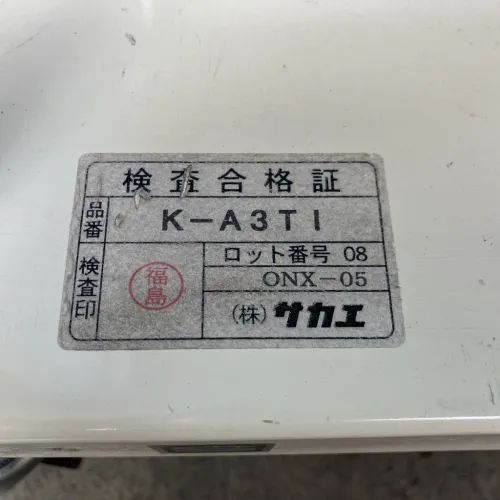 検査合格証
品番 K-A3TI
検査印 福島
ロット番号 08
ONX-05
(株) サカエ